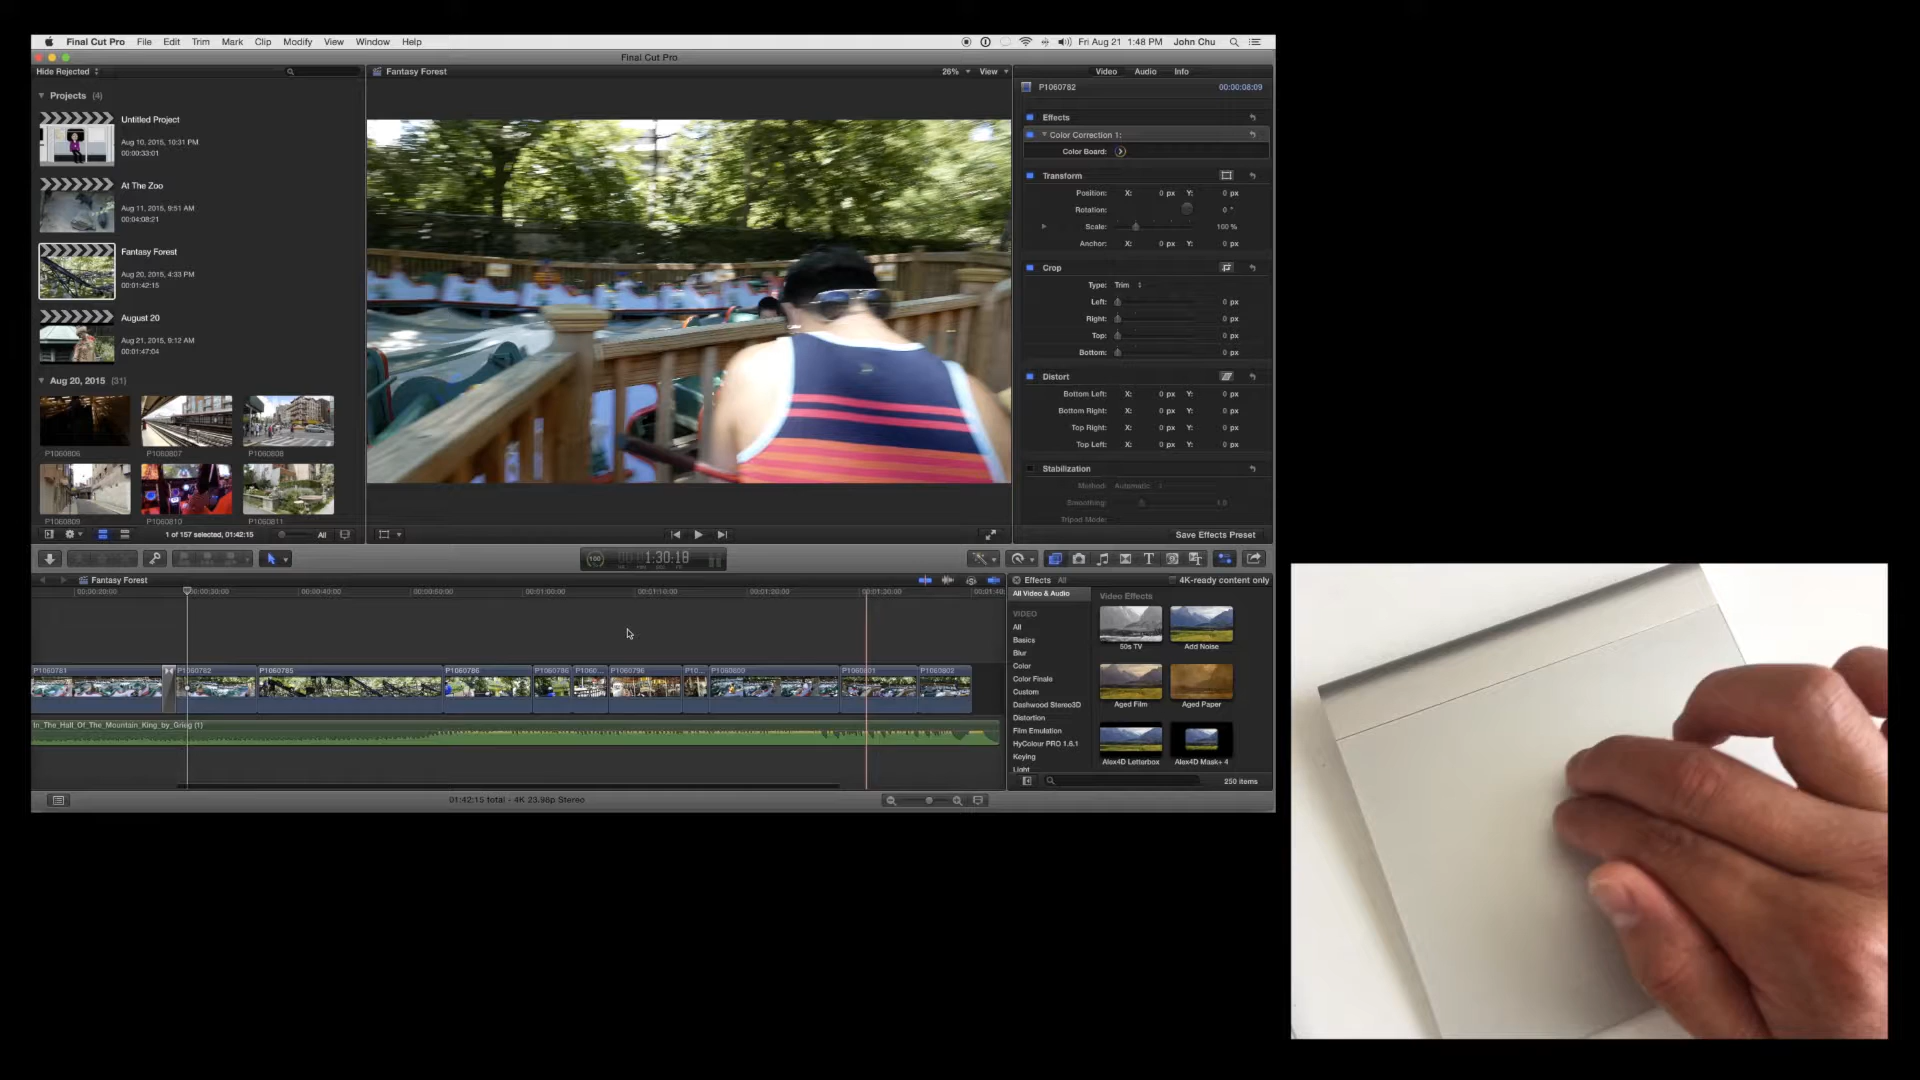 Final Cut Pro File Edit Trim Mark Clip Modify View Window Help Fri Aug 21 1:48 PM John Chu
Final Cut Pro
Hide Rejected
Fantasy Forest 26% View
Video Audio Info
Projects (4)
Untitled Project
Aug 10, 2015, 10:31 PM
00:00:33:01
At The Zoo
Aug 11, 2015, 9:51 AM
00:04:08:21
Fantasy Forest
Aug 20, 2015, 4:33 PM
00:01:42:15
August 20
Aug 21, 2015, 9:12 AM
00:01:47:04
Aug 20, 2015 (31)
P1060806 P1060807 P1060808
P1060809 P1060810 P1060811
1 of 157 selected, 01:42:15 All
P1060782 00:00:08:09
Effects
Color Correction 1:
Color Board:
Transform
Position: X: 0 px Y: 0 px
Rotation: 0 °
Scale: 100 %
Anchor: X: 0 px Y: 0 px
Crop
Type: Trim
Left: 0 px
Right: 0 px
Top: 0 px
Bottom: 0 px
Distort
Bottom Left: X: 0 px Y: 0 px
Bottom Right: X: 0 px Y: 0 px
Top Right: X: 0 px Y: 0 px
Top Left: X: 0 px Y: 0 px
Stabilization
Method: Automatic
Smoothing: 1.0
Tripod Mode:
Save Effects Preset
100 1:30:18
Fantasy Forest
00:00:20:00 00:00:30:00 00:00:40:00 00:00:50:00 00:01:00:00 00:01:10:00 00:01:20:00 00:01:30:00 00:01:40
P1060781 P1060782 P1060785 P1060786 P1060786 P1060... P1060796 P10... P1060800 P1060801 P1060802
In_The_Hall_Of_The_Mountain_King_by_Grieg (1)
01:42:15 total - 4K 23.98p Stereo
Effects All 4K-ready content only
All Video & Audio
VIDEO
All
Basics
Blur
Color
Color Finale
Custom
Dashwood Stereo3D
Distortion
Film Emulation
HyColour PRO 1.6.1
Keying
Light
Video Effects
50s TV Add Noise
Aged Film Aged Paper
Alex4D Letterbox Alex4D Mask+ 4
250 items